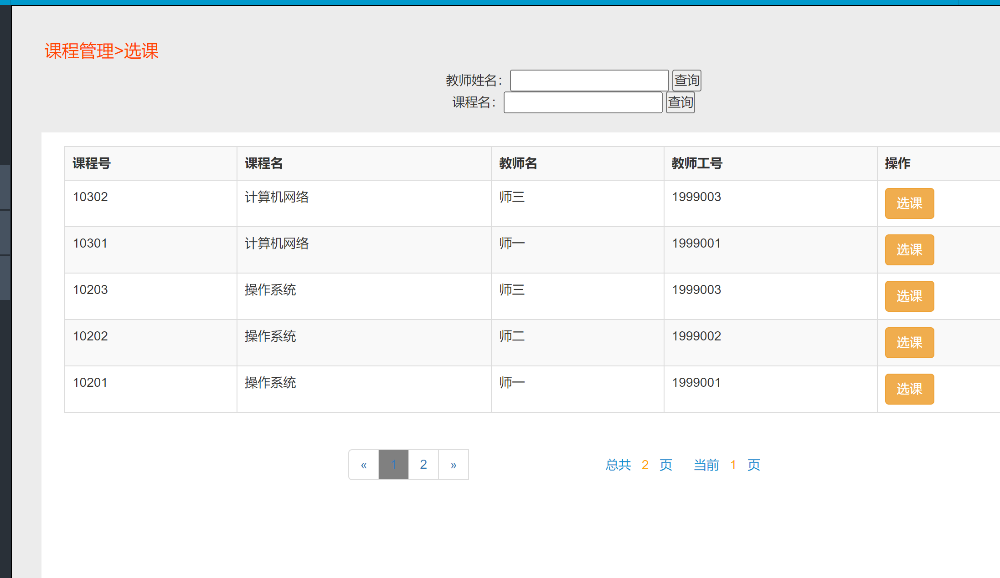 课程管理>选课
教师姓名： 查询
课程名： 查询
课程号 课程名 教师名 教师工号 操作
10302 计算机网络 师三 1999003 选课
10301 计算机网络 师一 1999001 选课
10203 操作系统 师三 1999003 选课
10202 操作系统 师二 1999002 选课
10201 操作系统 师一 1999001 选课
« 1 2 » 总共 2 页 当前 1 页